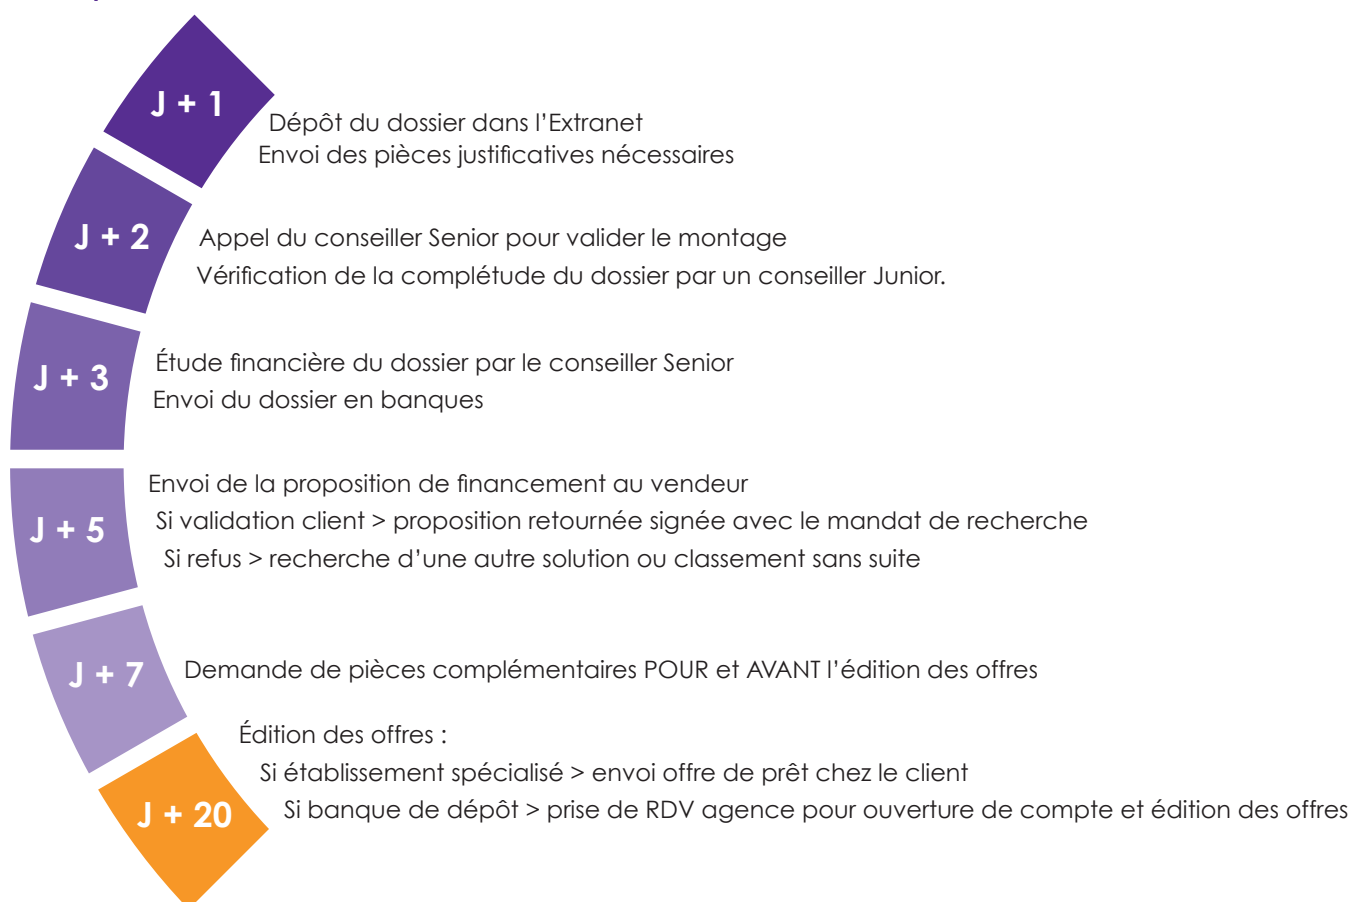 J + 1
Dépôt du dossier dans l’Extranet
Envoi des pièces justificatives nécessaires
J + 2
Appel du conseiller Senior pour valider le montage
Vérification de la complétude du dossier par un conseiller Junior.
J + 3
Étude financière du dossier par le conseiller Senior
Envoi du dossier en banques
J + 5
Envoi de la proposition de financement au vendeur
Si validation client > proposition retournée signée avec le mandat de recherche
Si refus > recherche d’une autre solution ou classement sans suite
J + 7
Demande de pièces complémentaires POUR et AVANT l’édition des offres
J + 20
Édition des offres :
Si établissement spécialisé > envoi offre de prêt chez le client
Si banque de dépôt > prise de RDV agence pour ouverture de compte et édition des offres